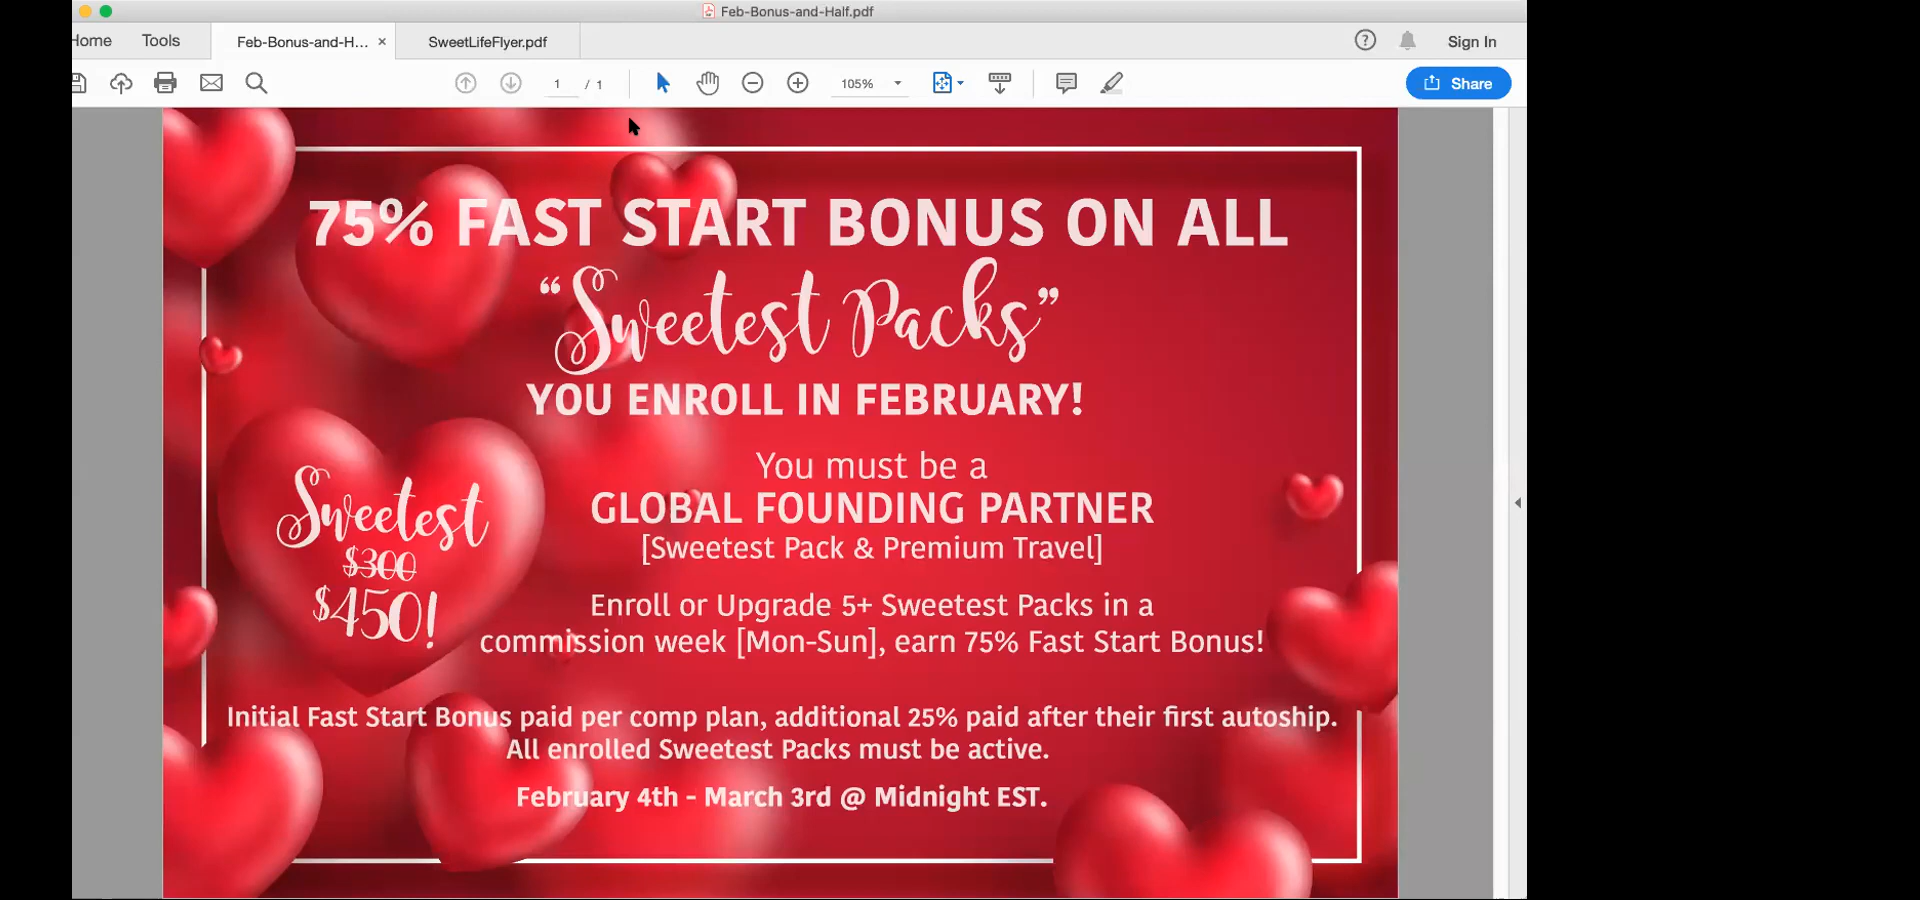 Feb-Bonus-and-Half.pdf
Home Tools Feb-Bonus-and-H... × SweetLifeFlyer.pdf Sign In
1 / 1 105% Share
75% FAST START BONUS ON ALL
“Sweetest Packs”
YOU ENROLL IN FEBRUARY!
You must be a
GLOBAL FOUNDING PARTNER
[Sweetest Pack & Premium Travel]
Sweetest
$300
$450!
Enroll or Upgrade 5+ Sweetest Packs in a
commission week [Mon-Sun], earn 75% Fast Start Bonus!
Initial Fast Start Bonus paid per comp plan, additional 25% paid after their first autoship.
All enrolled Sweetest Packs must be active.
February 4th - March 3rd @ Midnight EST.